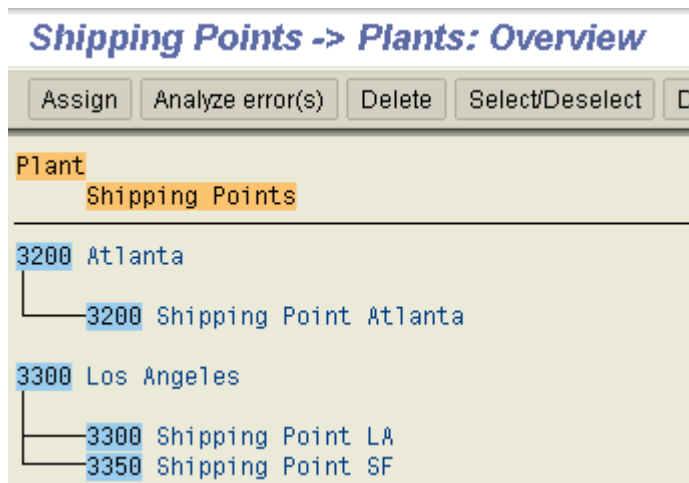 Shipping Points -> Plants: Overview
Assign Analyze error(s) Delete Select/Deselect
Plant
Shipping Points
3200 Atlanta
3200 Shipping Point Atlanta
3300 Los Angeles
3300 Shipping Point LA
3350 Shipping Point SF